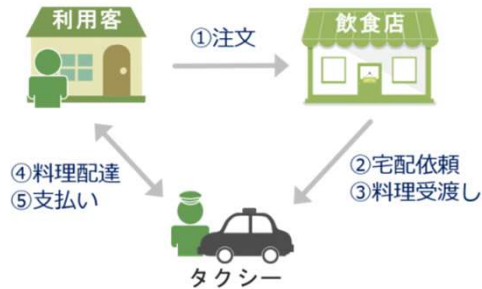 利用客
飲食店
①注文
②宅配依頼
③料理受渡し
④料理配達
⑤支払い
タクシー